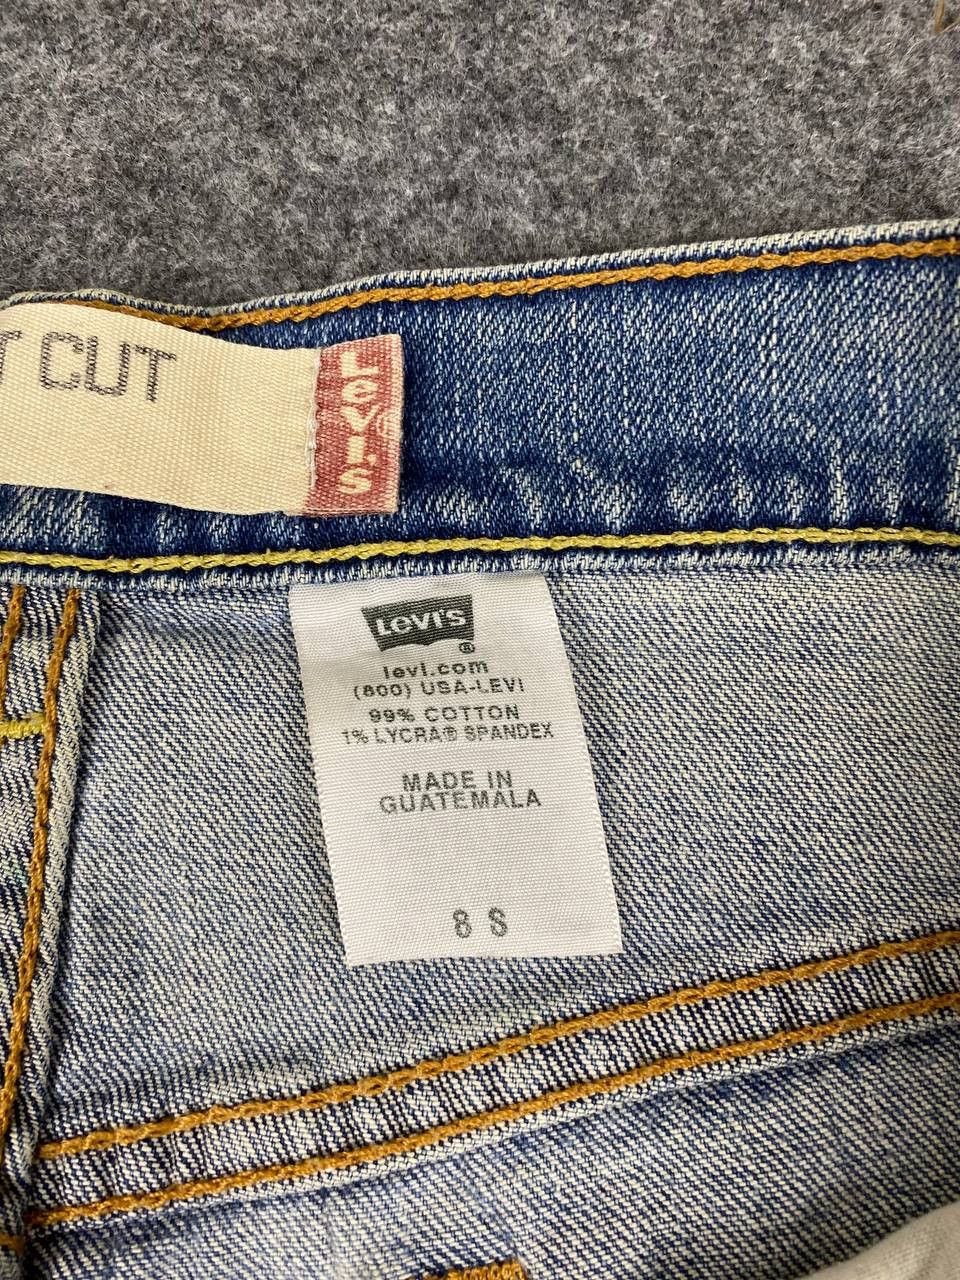 T CUT
Levi's
LEVI'S
®
levi.com
(800) USA-LEVI
99% COTTON
1% LYCRA® SPANDEX
MADE IN
GUATEMALA
8 S